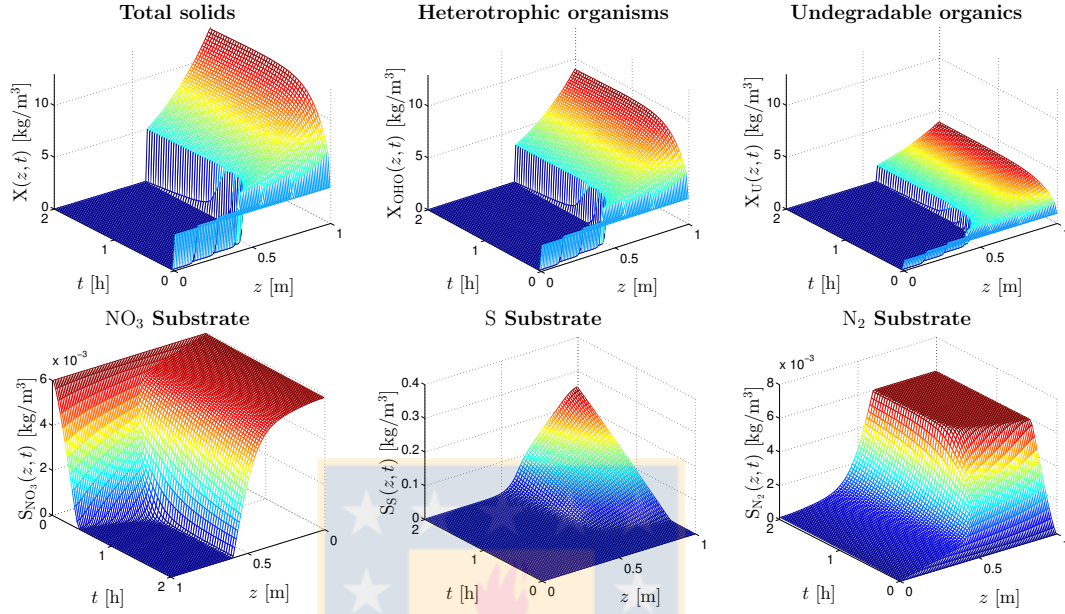 Total solids
X(z, t) [kg/m³]
10
5
0
2
1
0
t [h]
0
0.5
1
z [m]
Heterotrophic organisms
X_OHO(z, t) [kg/m³]
10
5
0
2
1
0
t [h]
0
0.5
1
z [m]
Undegradable organics
X_U(z, t) [kg/m³]
10
5
0
2
1
0
t [h]
0
0.5
1
z [m]
NO₃ Substrate
x 10⁻³
S_NO₃(z, t) [kg/m³]
6
4
2
0
0
1
2
t [h]
1
0.5
0
z [m]
S Substrate
S_S(z, t) [kg/m³]
0.4
0.3
0.2
0.1
0
2
1
0
t [h]
0
0.5
1
z [m]
N₂ Substrate
x 10⁻³
S_N₂(z, t) [kg/m³]
8
6
4
2
0
2
1
0
t [h]
0
0.5
1
z [m]